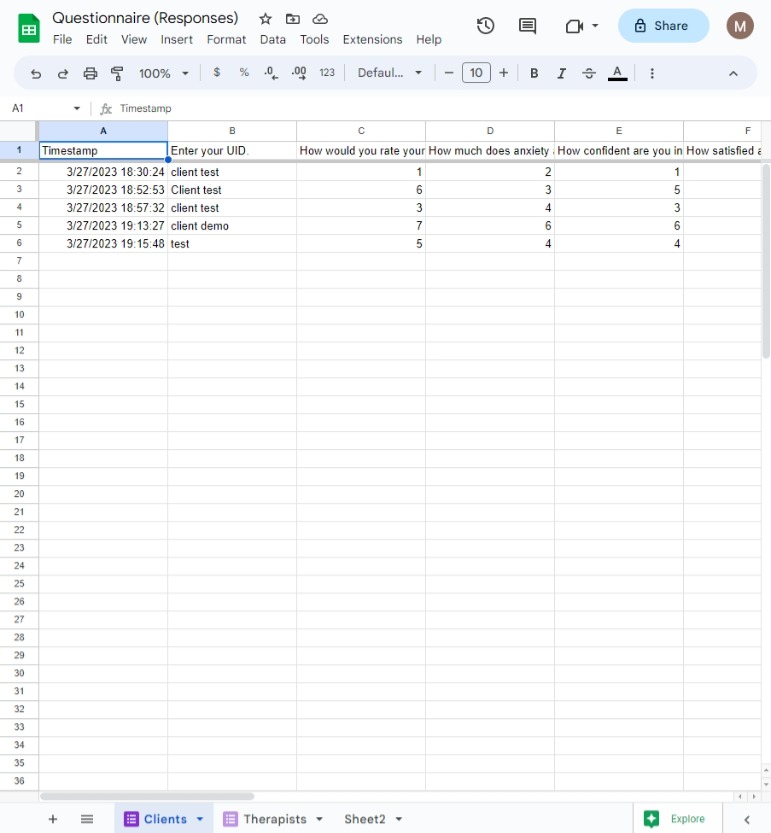 Questionnaire (Responses)
File Edit View Insert Format Data Tools Extensions Help
Share
M
100% $ % .0 .00 123 Defaul... 10 B I A
A1 fx Timestamp
A B C D E F
1 Timestamp Enter your UID. How would you rate your How much does anxiety How confident are you in How satisfied
2 3/27/2023 18:30:24 client test 1 2 1
3 3/27/2023 18:52:53 Client test 6 3 5
4 3/27/2023 18:57:32 client test 3 4 3
5 3/27/2023 19:13:27 client demo 7 6 6
6 3/27/2023 19:15:48 test 5 4 4
7
8
9
10
11
12
13
14
15
16
17
18
19
20
21
22
23
24
25
26
27
28
29
30
31
32
33
34
35
36
Clients Therapists Sheet2 Explore